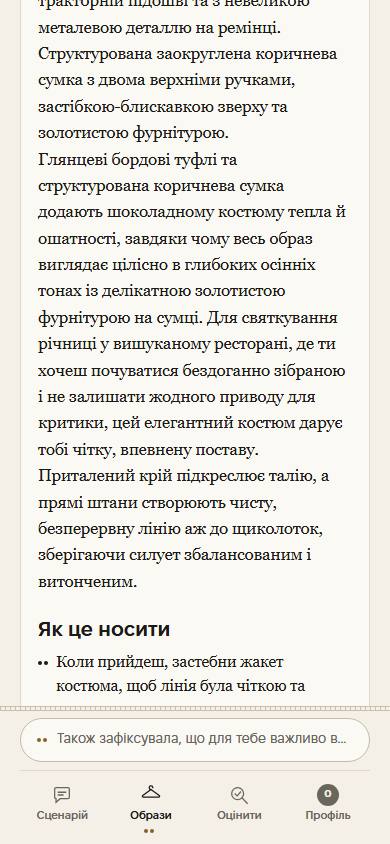 тракторній підошві та з невеликою
металевою деталлю на ремінці.
Структурована заокруглена коричнева
сумка з двома верхніми ручками,
застібкою-блискавкою зверху та
золотистою фурнітурою.
Глянцеві бордові туфлі та
структурована коричнева сумка
додають шоколадному костюму тепла й
ошатності, завдяки чому весь образ
виглядає цілісно в глибоких осінніх
тонах із делікатною золотистою
фурнітурою на сумці. Для святкування
річниці у вишуканому ресторані, де ти
хочеш почуватися бездоганно зібраною
і не залишати жодного приводу для
критики, цей елегантний костюм дарує
тобі чітку, впевнену поставу.
Приталений крій підкреслює талію, а
прямі штани створюють чисту,
безперервну лінію аж до щиколоток,
зберігаючи силует збалансованим і
витонченим.
Як це носити
Коли прийдеш, застебни жакет
костюма, щоб лінія була чіткою та
Також зафіксувала, що для тебе важливо в...
Сценарій
Образи
Оцінити
0
Профіль